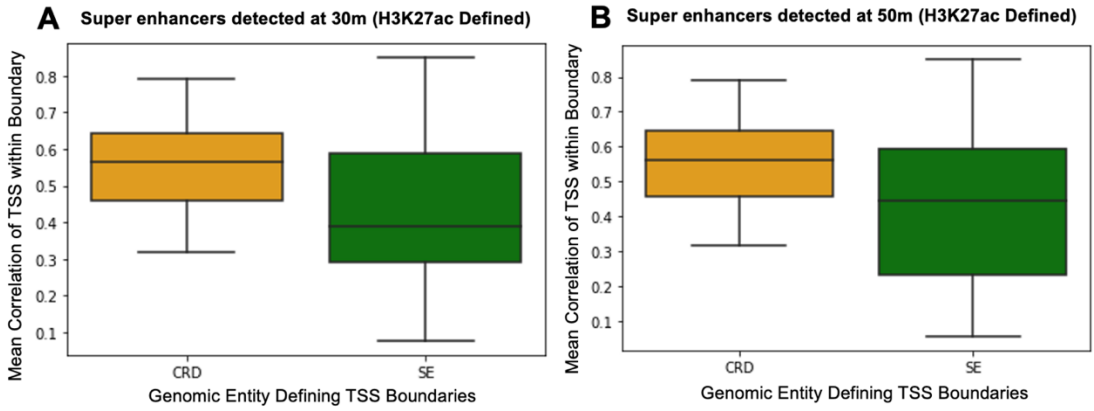 A
Super enhancers detected at 30m (H3K27ac Defined)
Mean Correlation of TSS within Boundary
0.8
0.7
0.6
0.5
0.4
0.3
0.2
0.1
CRD
SE
Genomic Entity Defining TSS Boundaries
B
Super enhancers detected at 50m (H3K27ac Defined)
Mean Correlation of TSS within Boundary
0.8
0.7
0.6
0.5
0.4
0.3
0.2
0.1
CRD
SE
Genomic Entity Defining TSS Boundaries